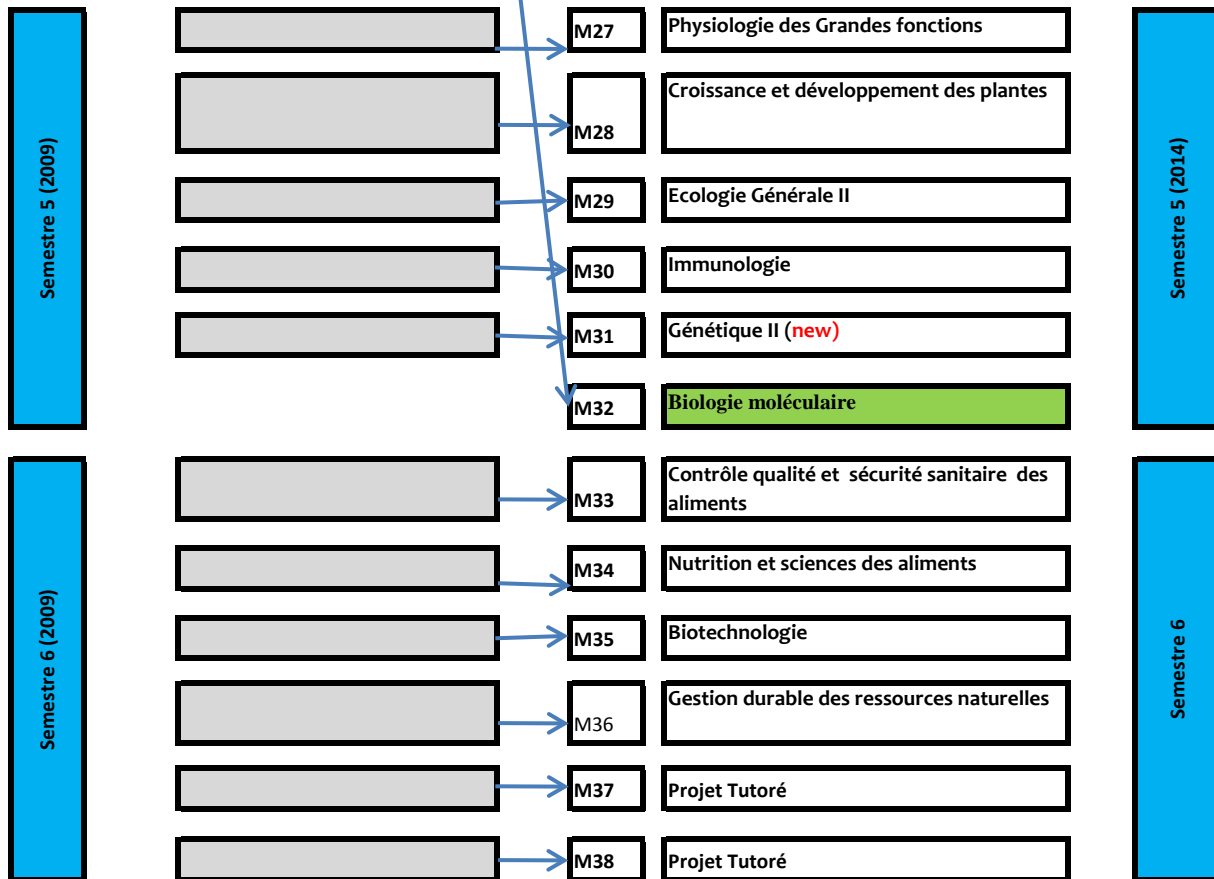 Semestre 5 (2009)
M27
Physiologie des Grandes fonctions
M28
Croissance et développement des plantes
M29
Ecologie Générale II
M30
Immunologie
M31
Génétique II (new)
M32
Biologie moléculaire
Semestre 5 (2014)
Semestre 6 (2009)
M33
Contrôle qualité et sécurité sanitaire des
aliments
M34
Nutrition et sciences des aliments
M35
Biotechnologie
M36
Gestion durable des ressources naturelles
M37
Projet Tutoré
M38
Projet Tutoré
Semestre 6